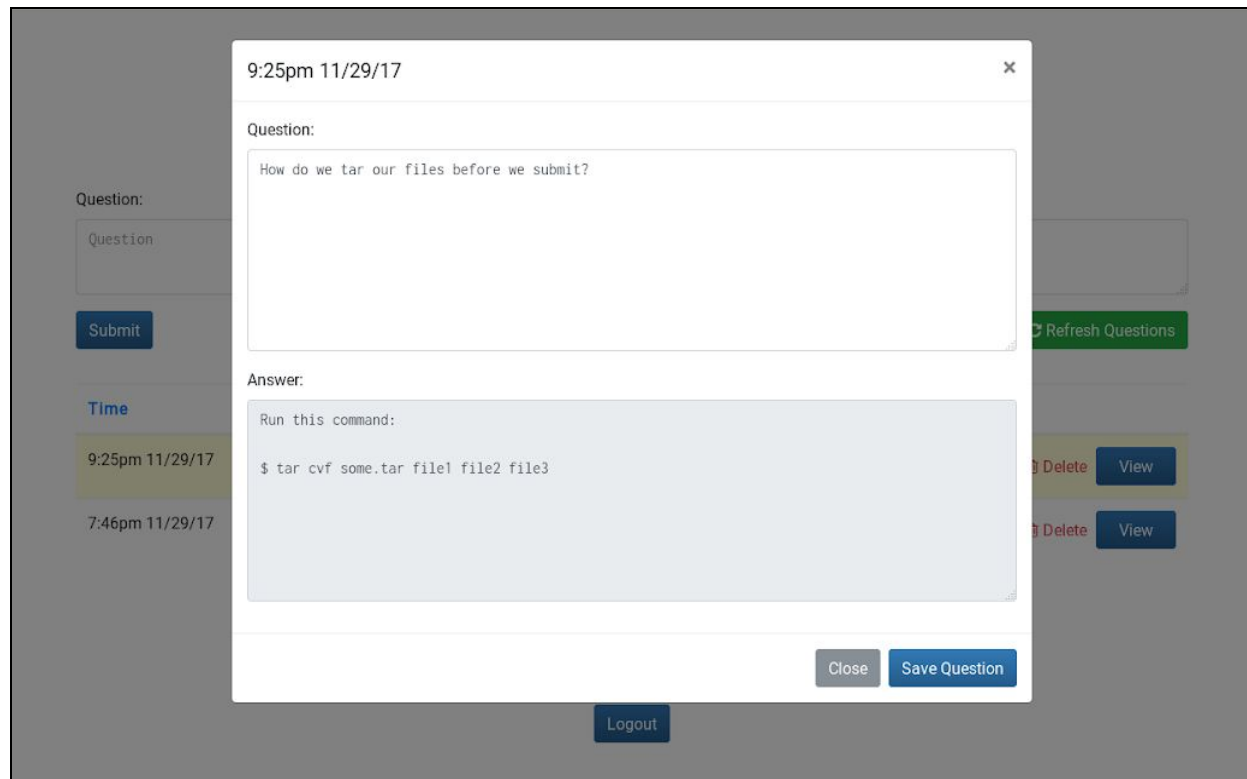 9:25pm 11/29/17 ×
Question:
How do we tar our files before we submit?
Question:
Question
Submit
Refresh Questions
Answer:
Run this command:
$ tar cvf some.tar file1 file2 file3
Time
9:25pm 11/29/17
Delete View
7:46pm 11/29/17
Delete View
Close Save Question
Logout